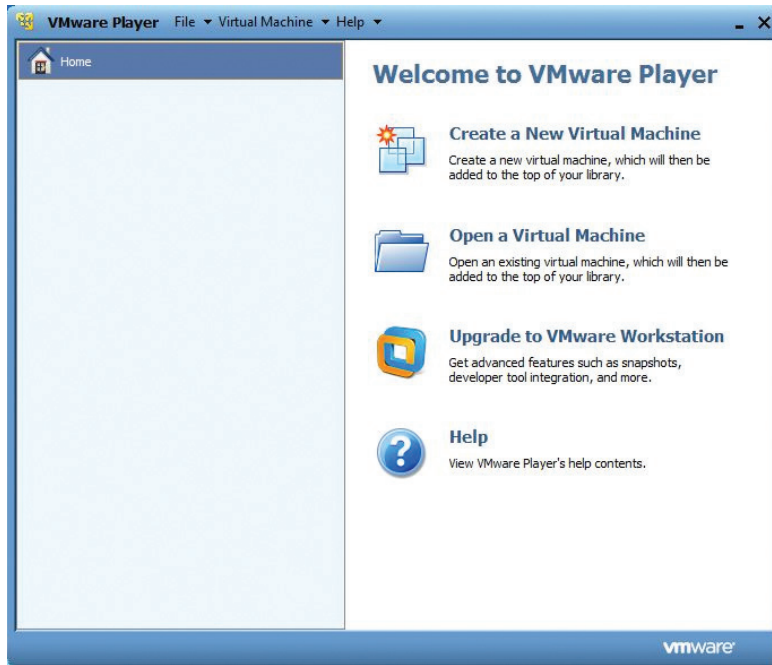 VMware Player File Virtual Machine Help
Home
Welcome to VMware Player
Create a New Virtual Machine
Create a new virtual machine, which will then be
added to the top of your library.
Open a Virtual Machine
Open an existing virtual machine, which will then be
added to the top of your library.
Upgrade to VMware Workstation
Get advanced features such as snapshots,
developer tool integration, and more.
Help
View VMware Player's help contents.
vmware